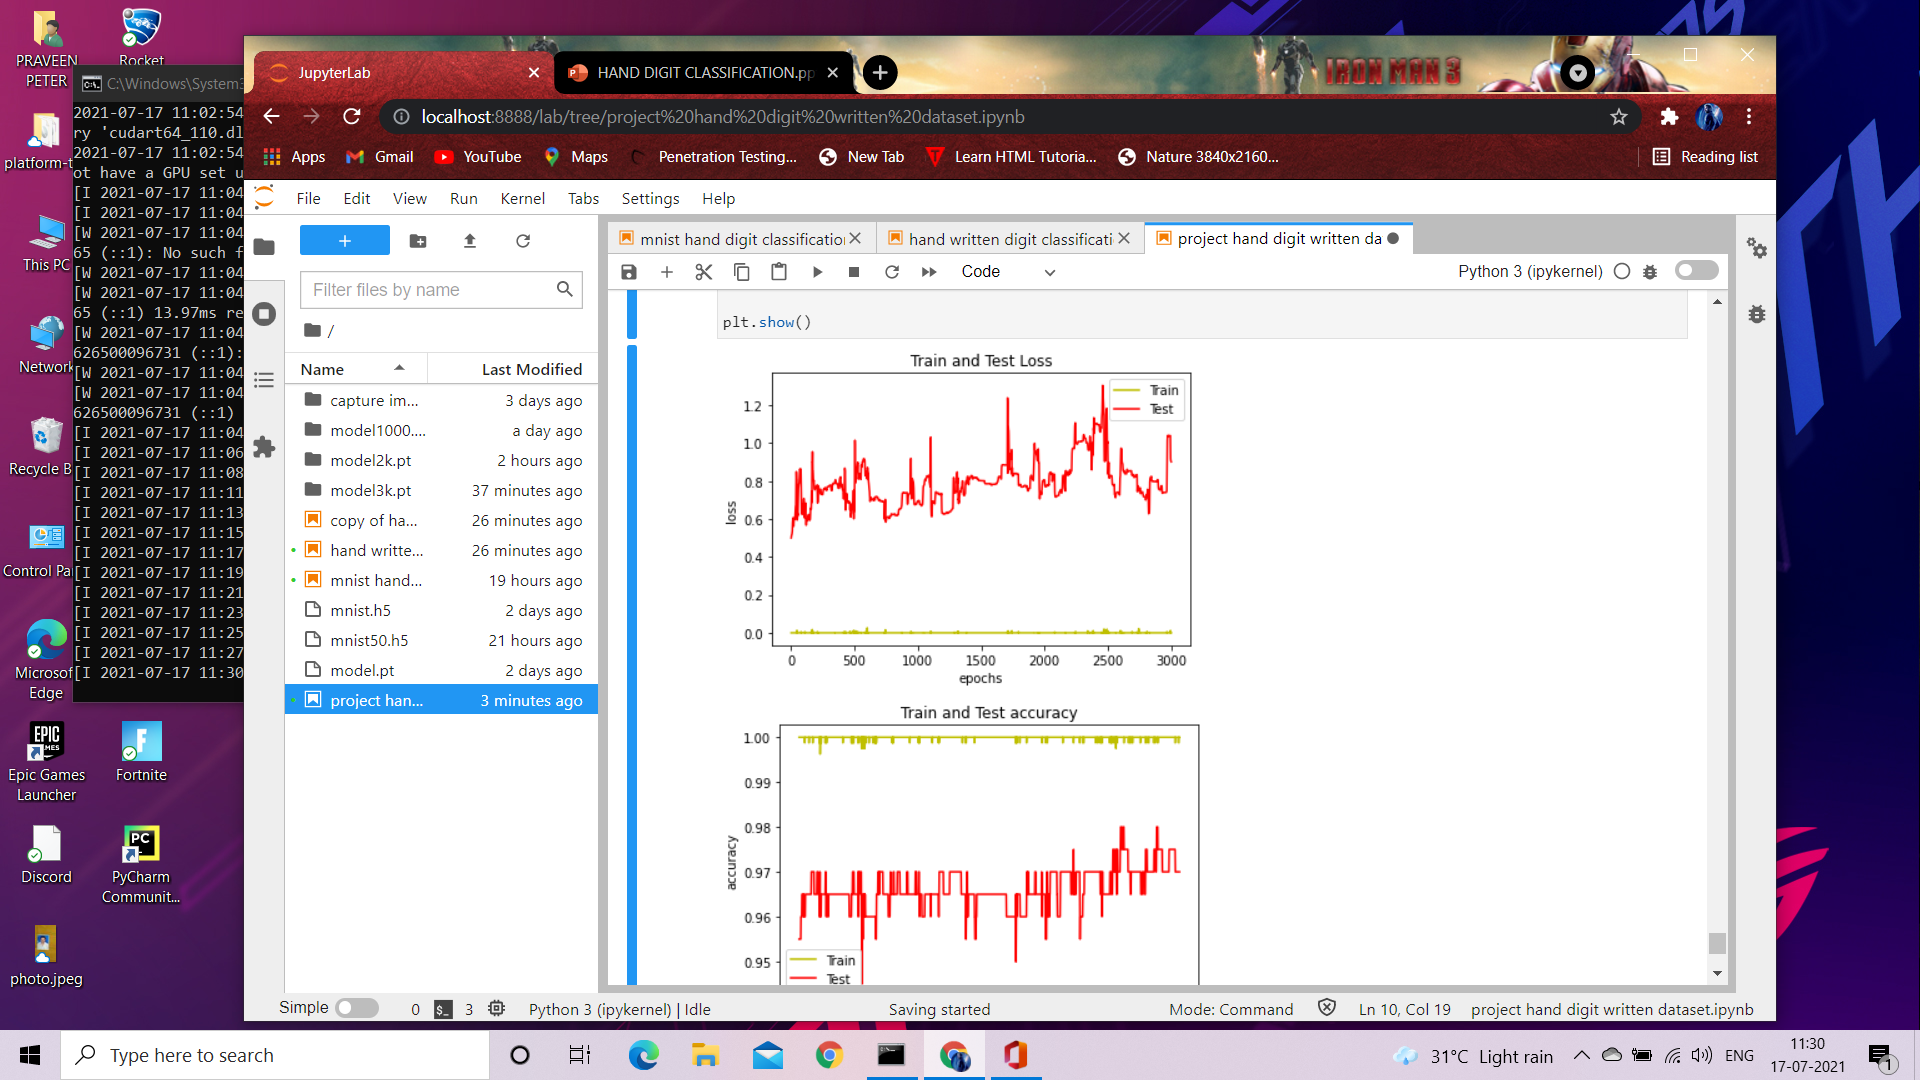 PRAVEEN
PETER
Rocket
platform-t
This PC
Network
Recycle B
Control Pa
Microsof
Edge
Epic Games
Launcher
Fortnite
Discord
PyCharm
Communit...
photo.jpeg
C:\Windows\System3
2021-07-17 11:02:54
ry 'cudart64_110.dl
2021-07-17 11:02:54
ot have a GPU set u
[I 2021-07-17 11:04
[I 2021-07-17 11:04
[W 2021-07-17 11:04
65 (::1): No such f
[W 2021-07-17 11:04
[W 2021-07-17 11:04
65 (::1) 13.97ms re
[W 2021-07-17 11:04
626500096731 (::1):
[W 2021-07-17 11:04
[W 2021-07-17 11:04
626500096731 (::1)
[I 2021-07-17 11:04
[I 2021-07-17 11:06
[I 2021-07-17 11:08
[I 2021-07-17 11:11
[I 2021-07-17 11:13
[I 2021-07-17 11:15
[I 2021-07-17 11:17
[I 2021-07-17 11:19
[I 2021-07-17 11:21
[I 2021-07-17 11:23
[I 2021-07-17 11:25
[I 2021-07-17 11:27
[I 2021-07-17 11:30
JupyterLab
HAND DIGIT CLASSIFICATION.pp
IRON MAN 3
localhost:8888/lab/tree/project%20hand%20digit%20written%20dataset.ipynb
Apps Gmail YouTube Maps Penetration Testing... New Tab Learn HTML Tutoria... Nature 3840x2160... Reading list
File Edit View Run Kernel Tabs Settings Help
Filter files by name
/
Name Last Modified
capture im... 3 days ago
model1000.... a day ago
model2k.pt 2 hours ago
model3k.pt 37 minutes ago
copy of ha... 26 minutes ago
hand writte... 26 minutes ago
mnist hand... 19 hours ago
mnist.h5 2 days ago
mnist50.h5 21 hours ago
model.pt 2 days ago
project han... 3 minutes ago
mnist hand digit classificatio
hand written digit classificati
project hand digit written da
Code
Python 3 (ipykernel)
plt.show()
Train and Test Loss
Train
Test
1.2
1.0
0.8
0.6
0.4
0.2
0.0
loss
0 500 1000 1500 2000 2500 3000
epochs
Train and Test accuracy
1.00
0.99
0.98
0.97
0.96
0.95
accuracy
Train
Test
Simple 0 $_ 3 Python 3 (ipykernel) | Idle Saving started Mode: Command Ln 10, Col 19 project hand digit written dataset.ipynb
EPIC
GAMES
PC
Type here to search
31°C Light rain
ENG
11:30
17-07-2021
1